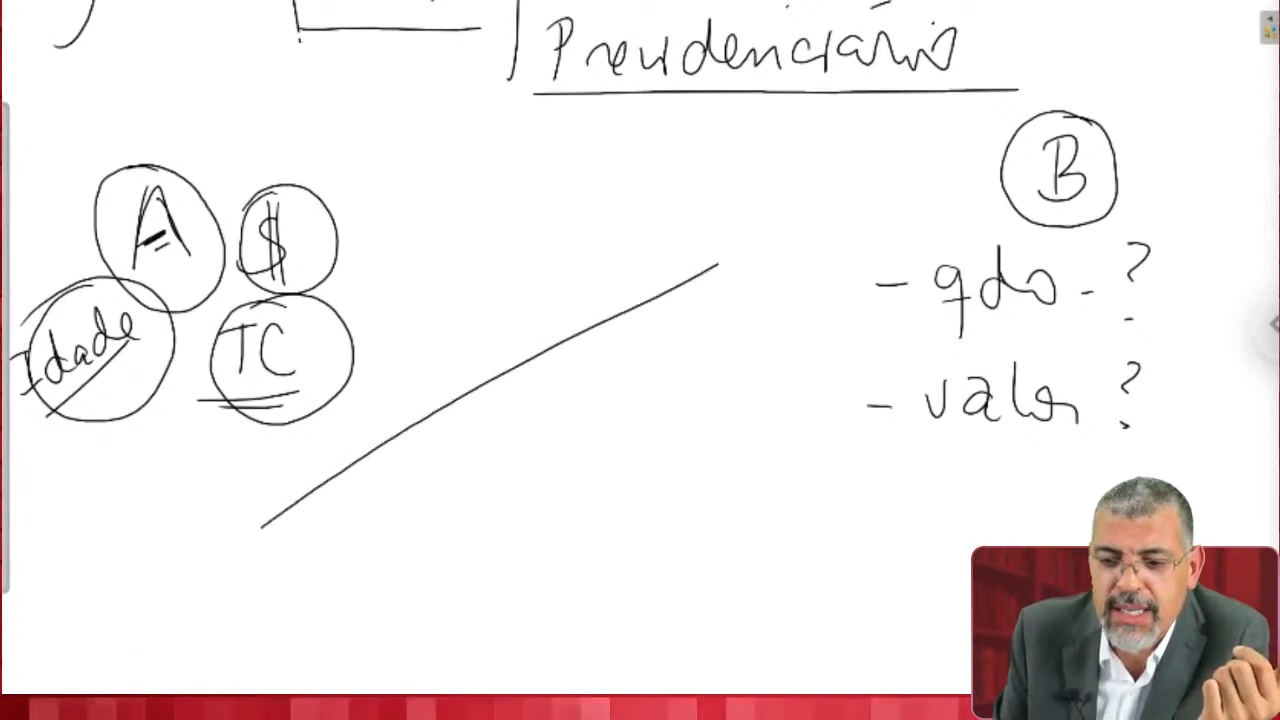 Previdenciário
B
A $
- qdo - ?
Idade TC
- valor ?